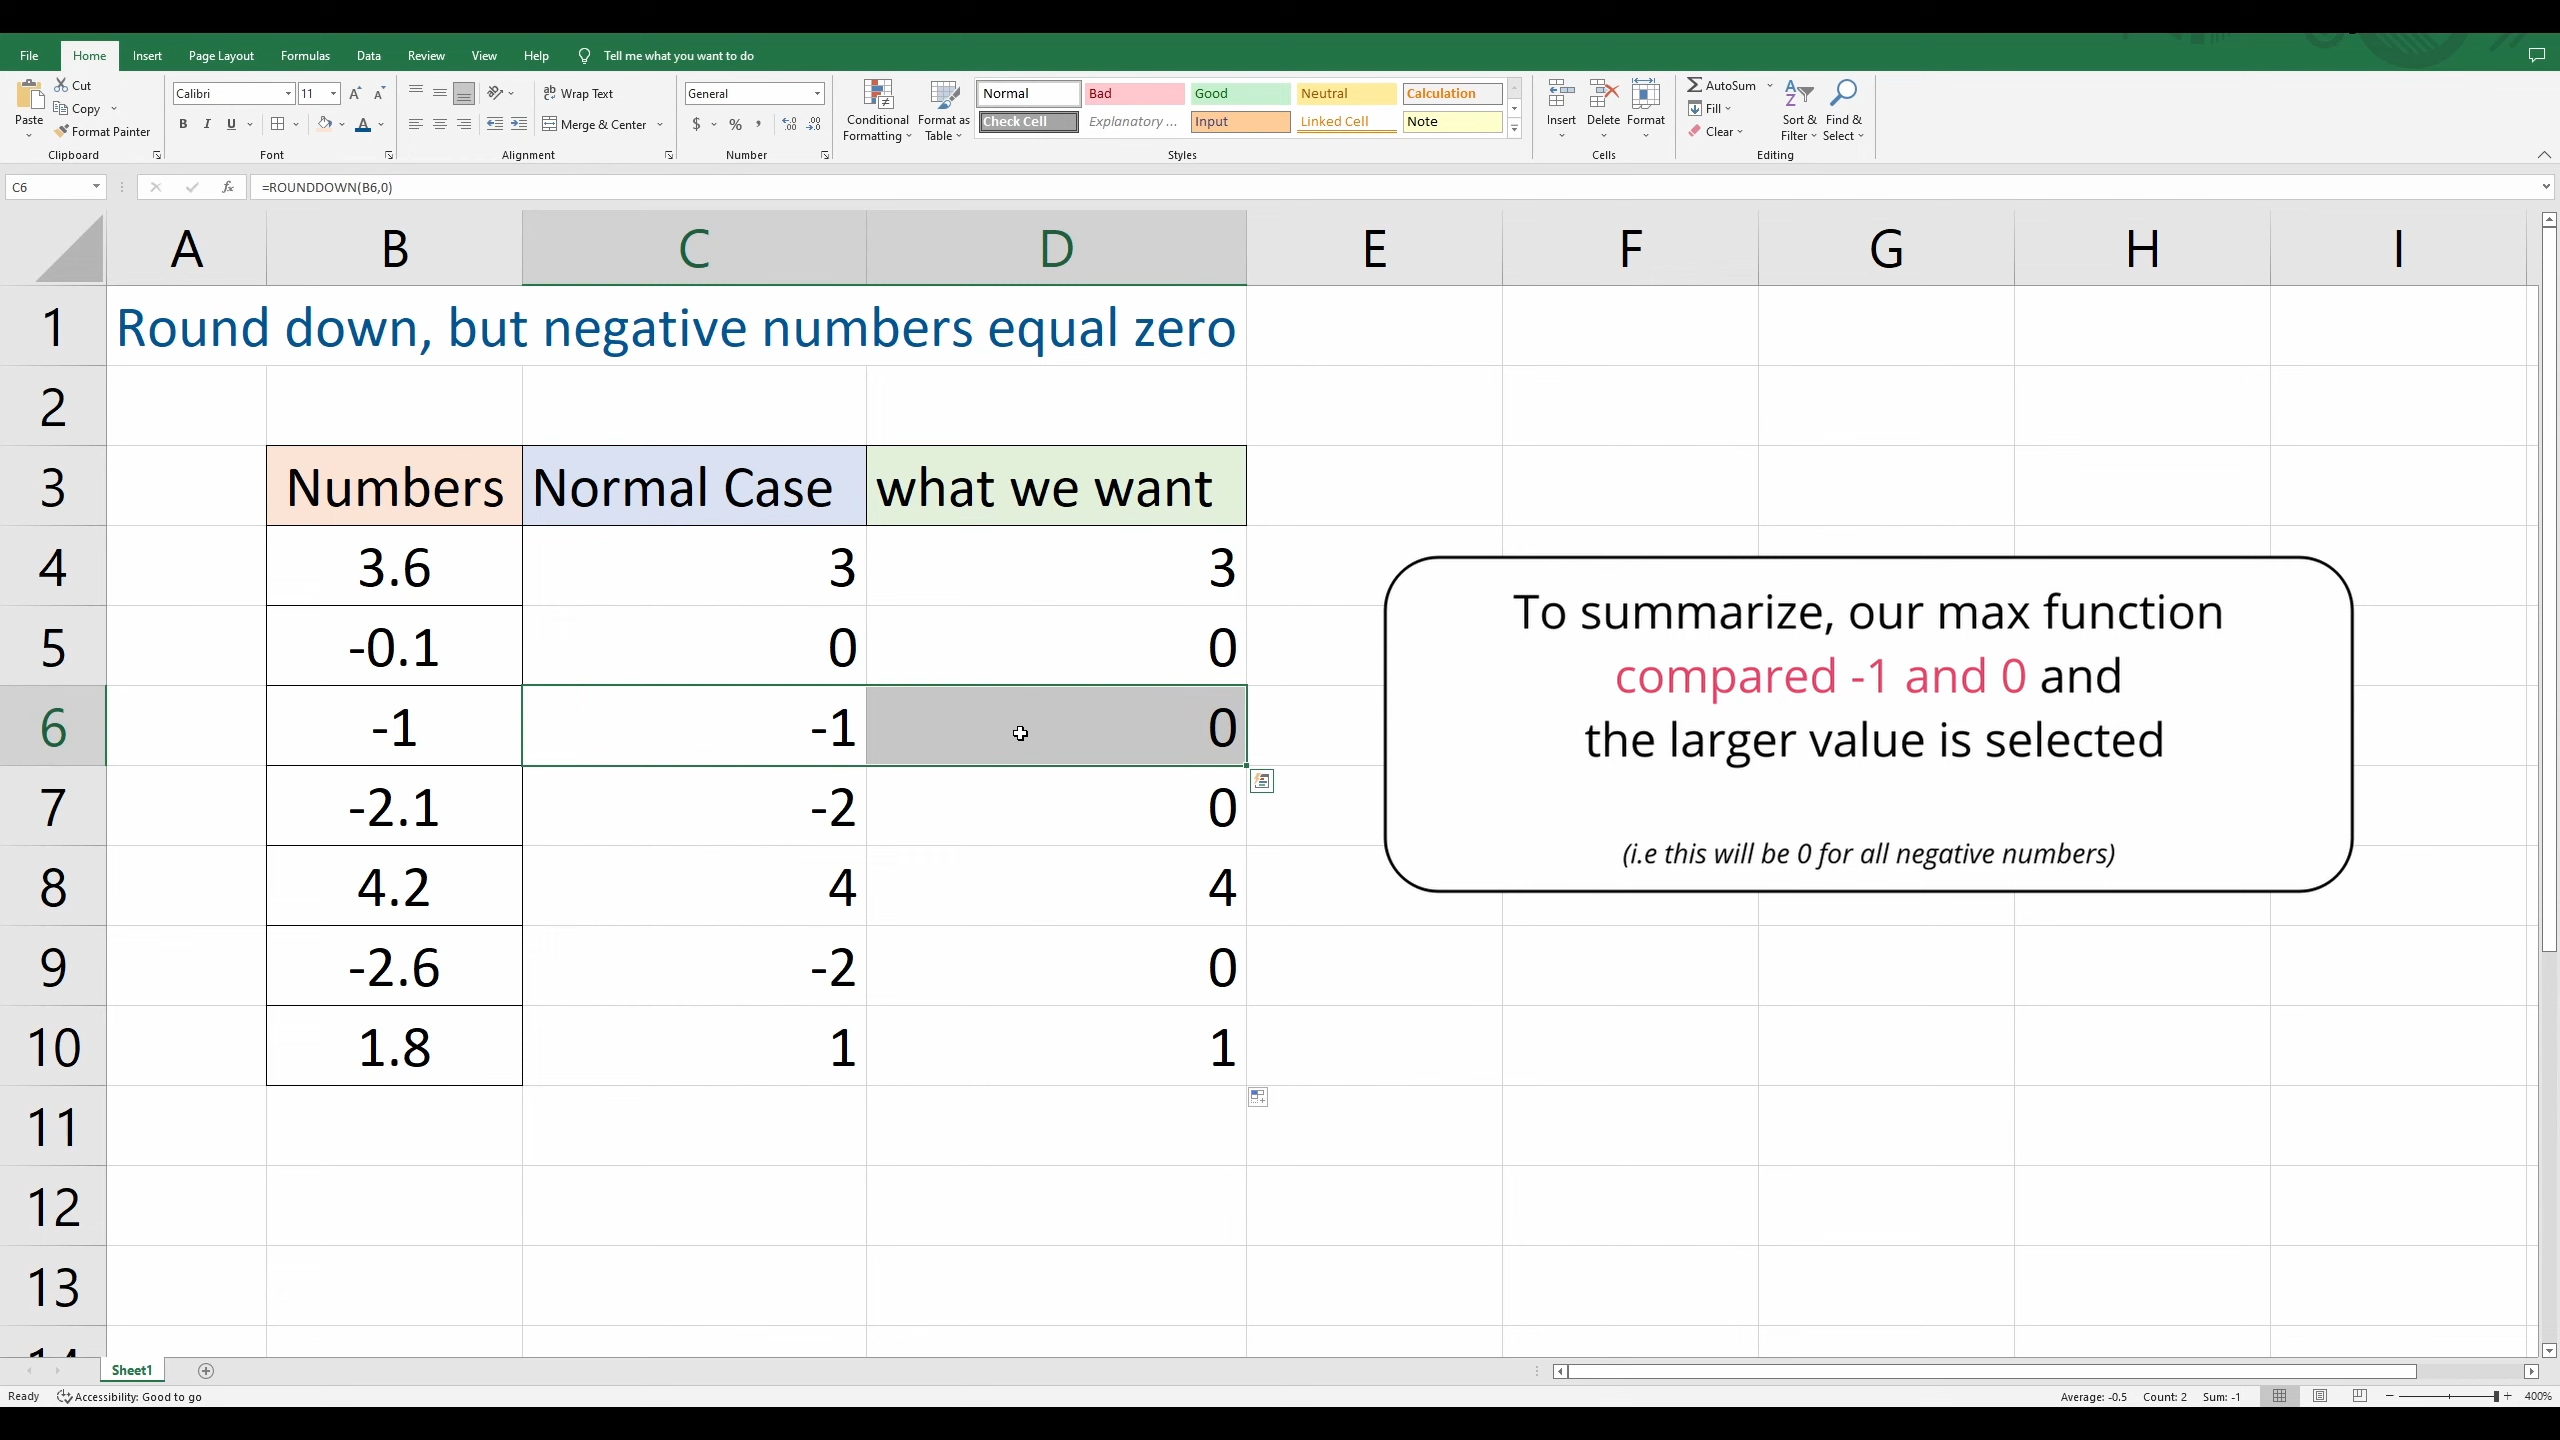 File Home Insert Page Layout Formulas Data Review View Help Tell me what you want to do
Paste
Cut
Copy
Format Painter
Clipboard
Calibri 11
B I U
Font
Wrap Text
Merge & Center
Alignment
General
$ % ,
Number
Conditional Formatting
Format as Table
Normal Bad Good Neutral Calculation
Check Cell Explanatory ... Input Linked Cell Note
Styles
Insert Delete Format
Cells
AutoSum
Fill
Clear
Sort & Filter
Find & Select
Editing
C6 fx =ROUNDDOWN(B6,0)
A B C D E F G H I
1 Round down, but negative numbers equal zero
2
3 Numbers Normal Case what we want
4 3.6 3 3
5 -0.1 0 0
6 -1 -1 0
7 -2.1 -2 0
8 4.2 4 4
9 -2.6 -2 0
10 1.8 1 1
11
12
13
14
To summarize, our max function
compared -1 and 0 and
the larger value is selected
(i.e this will be 0 for all negative numbers)
Sheet1
Ready Accessibility: Good to go Average: -0.5 Count: 2 Sum: -1 400%